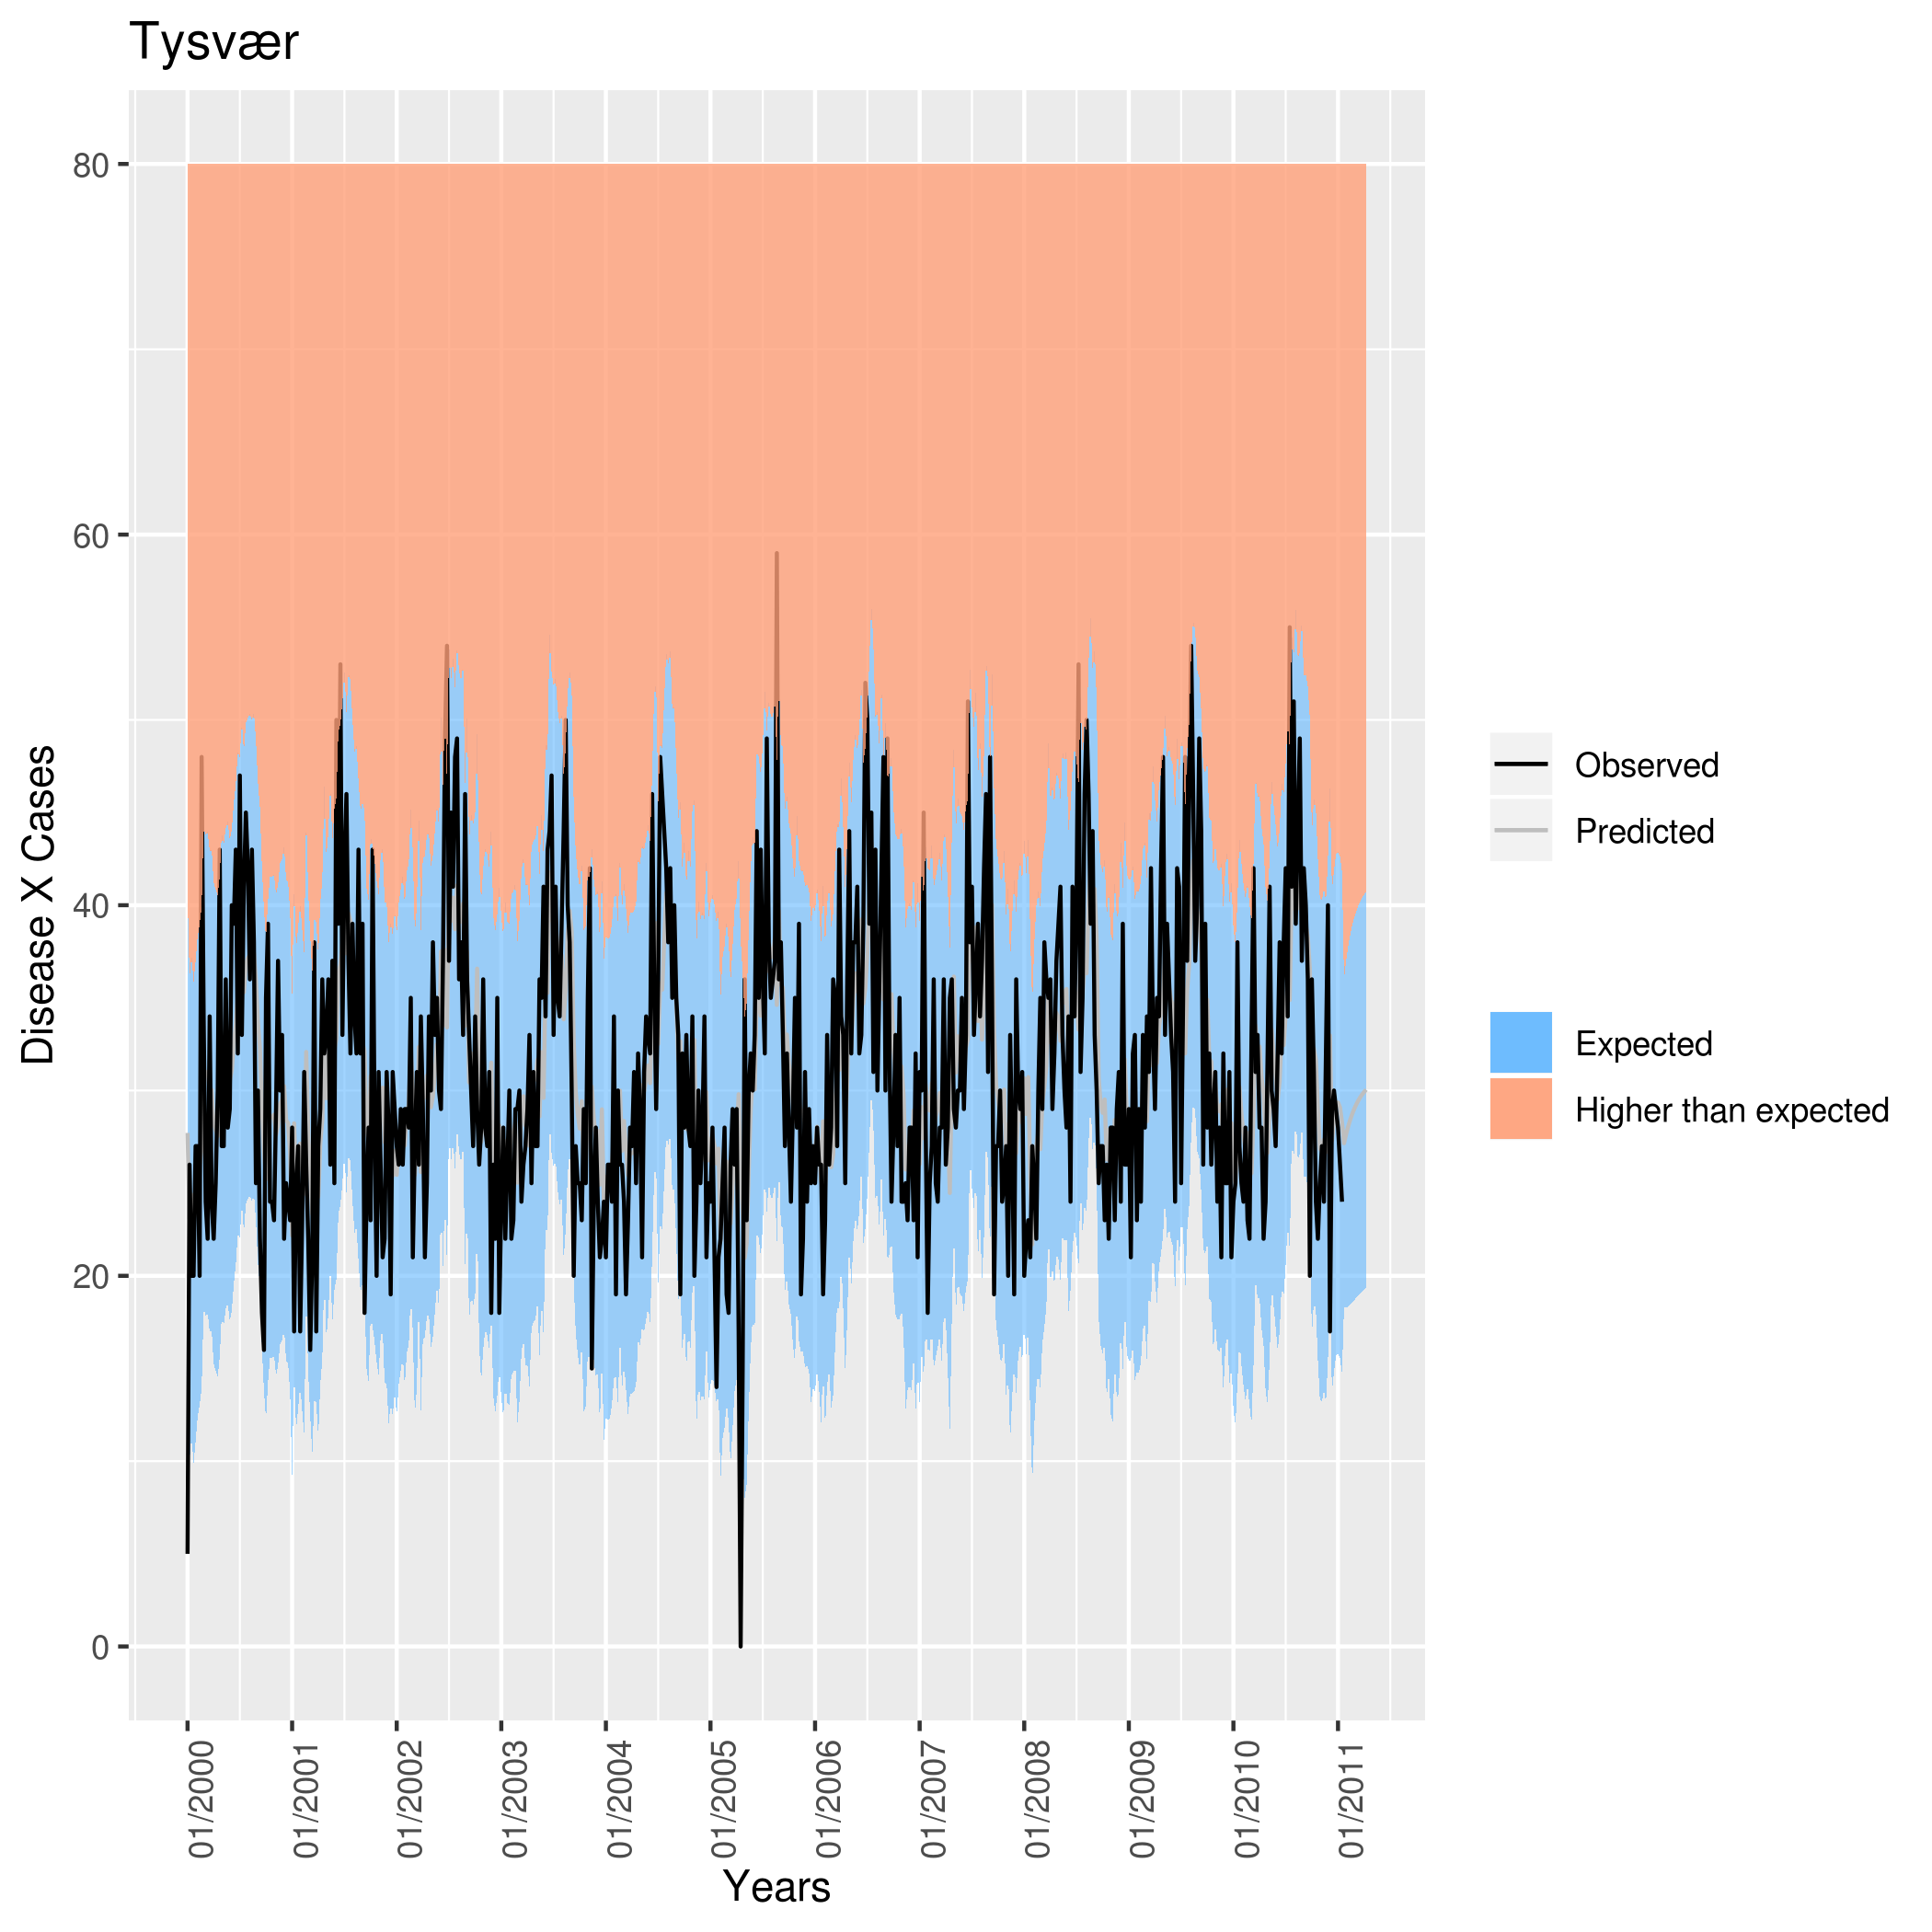 Tysvær
80
60
40
20
0
Disease X Cases
01/2000
01/2001
01/2002
01/2003
01/2004
01/2005
01/2006
01/2007
01/2008
01/2009
01/2010
01/2011
Years
Observed
Predicted
Expected
Higher than expected